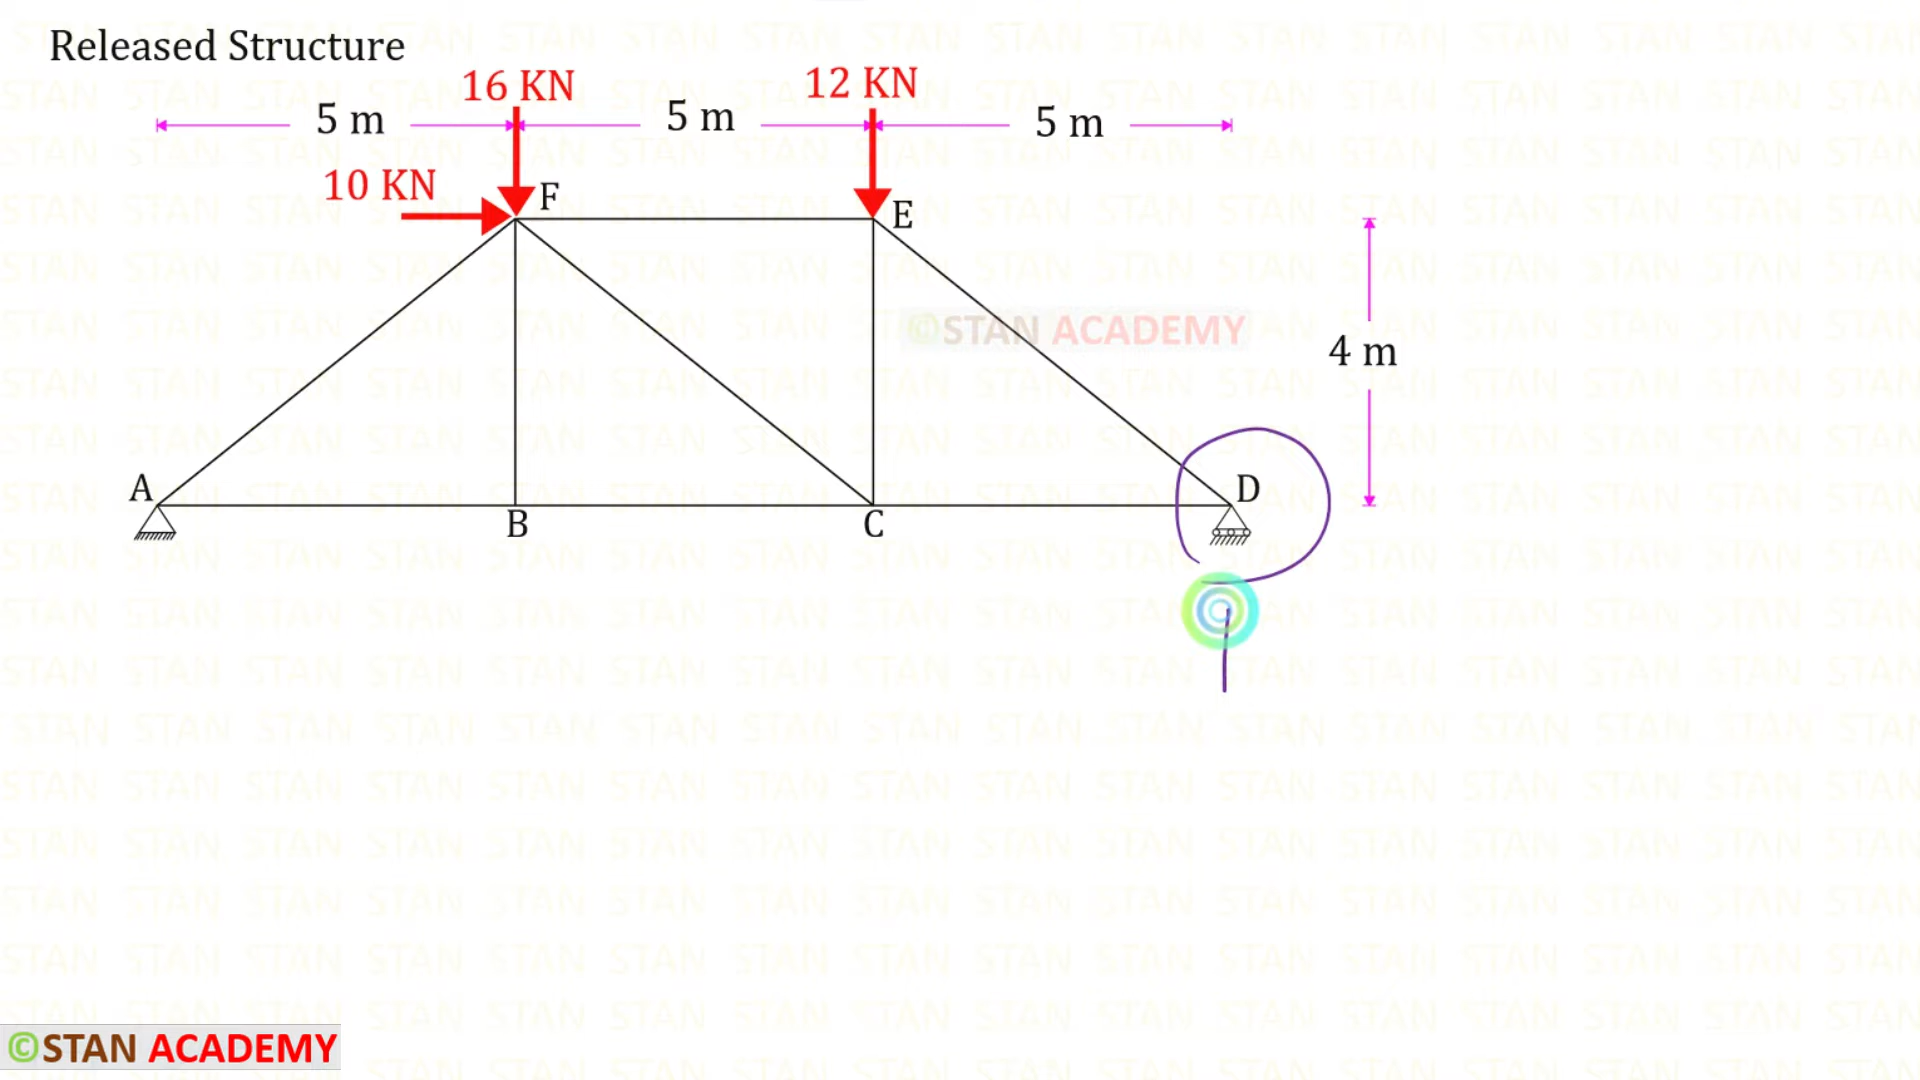 Released Structure
16 KN
12 KN
5 m
5 m
5 m
10 KN
F
E
©STAN ACADEMY
4 m
A
D
B
C
©STAN ACADEMY